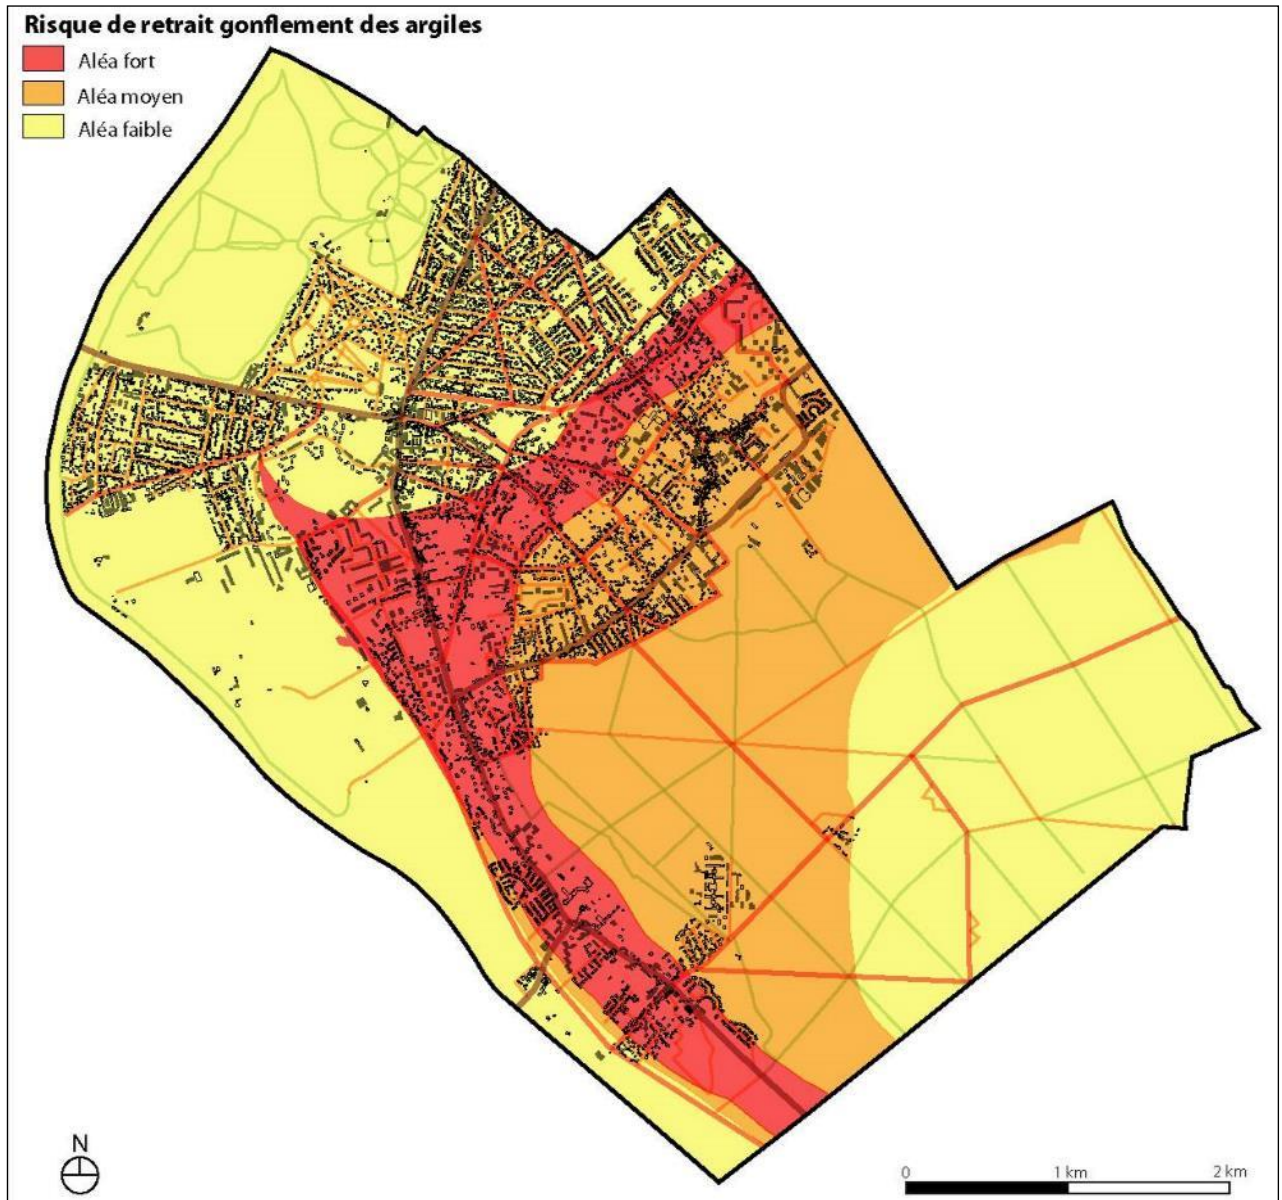 Risque de retrait gonflement des argiles
Aléa fort
Aléa moyen
Aléa faible
N
0 1 km 2 km